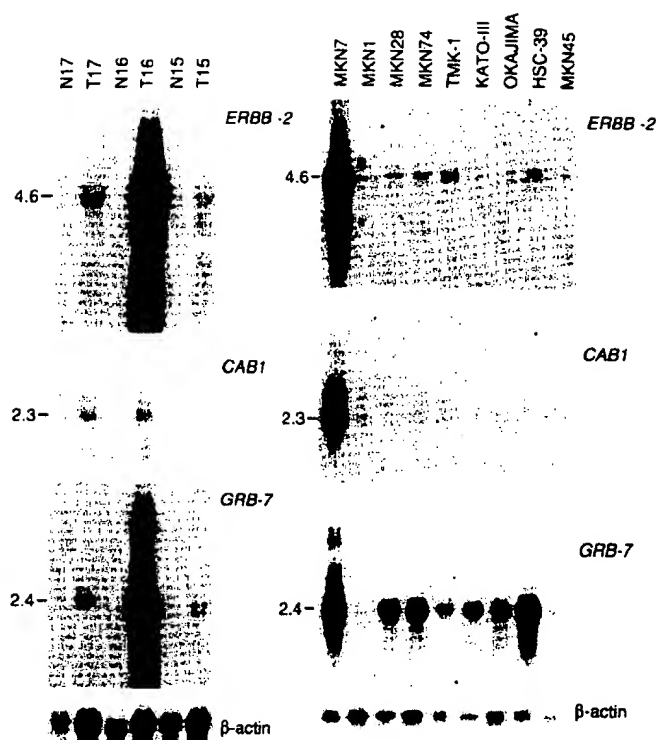 N17
T17
N16
T16
N15
T15
ERBB-2
4.6
CAB1
2.3
GRB-7
2.4
β-actin
MKN7
MKN1
MKN28
MKN74
TMK-1
KATO-III
OKAJIMA
HSC-39
MKN45
ERBB-2
4.6
CAB1
2.3
GRB-7
2.4
β-actin